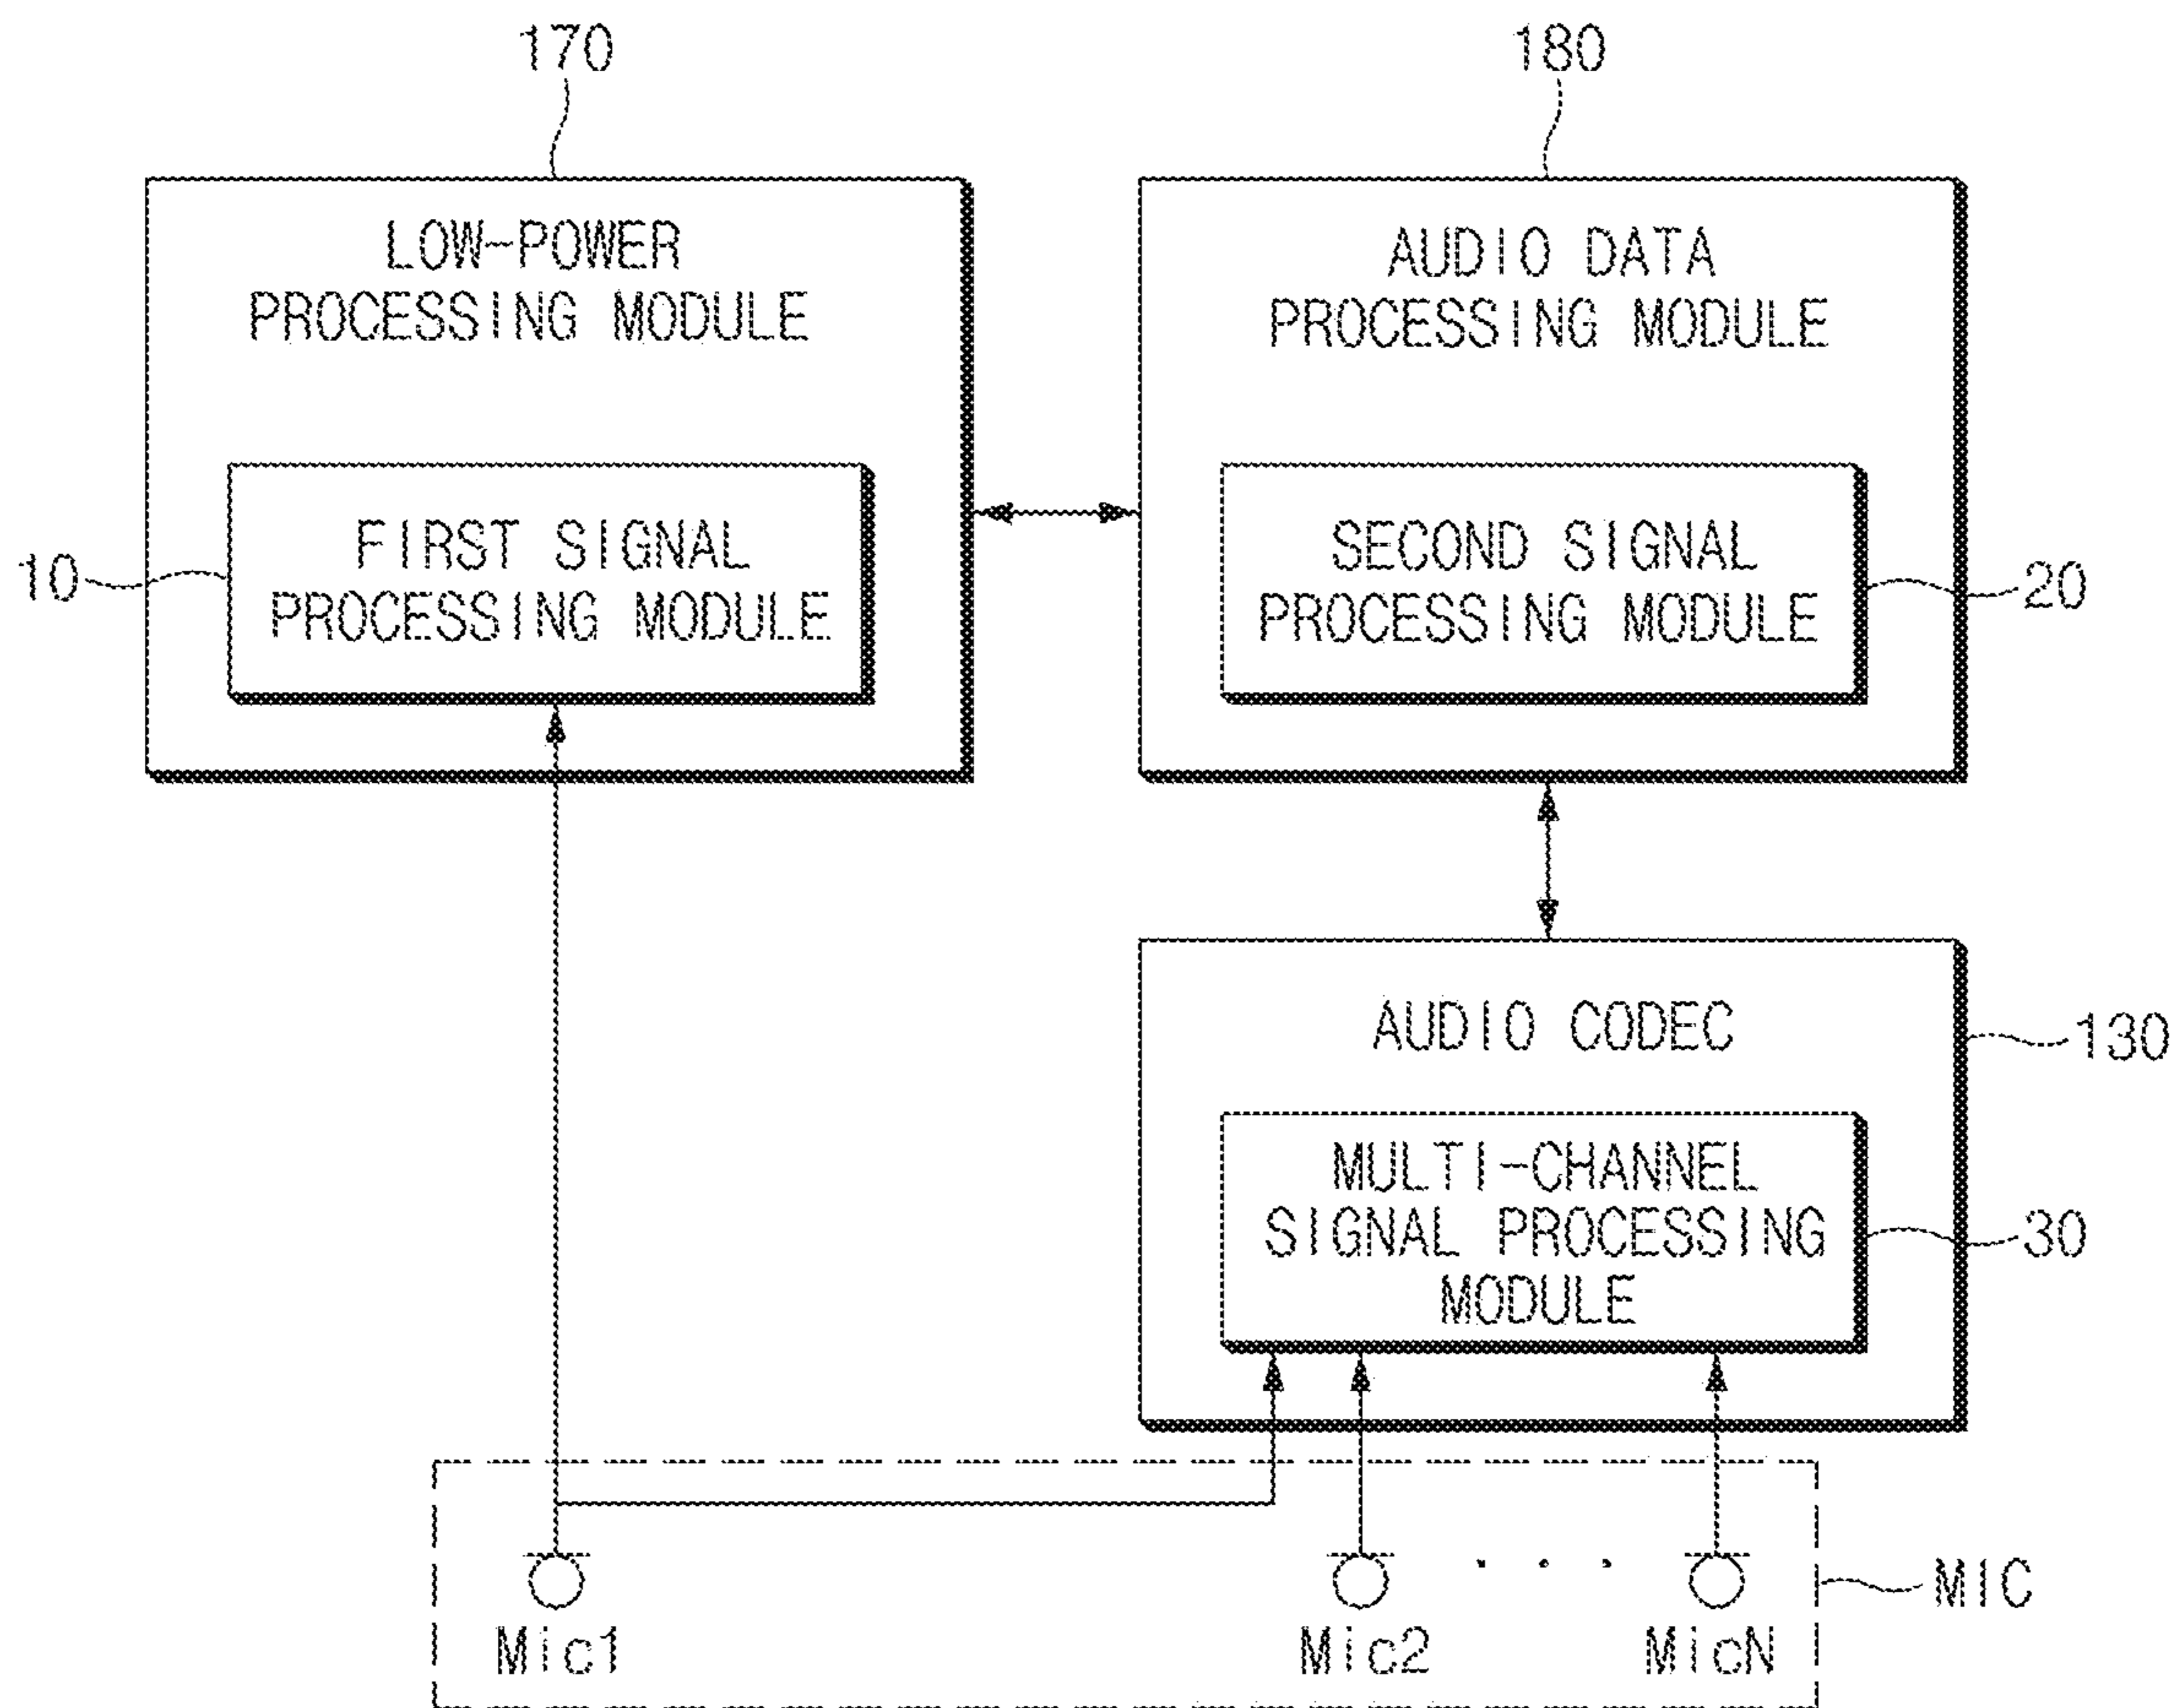 170
180
LOW-POWER
PROCESSING MODULE
AUDIO DATA
PROCESSING MODULE
10
FIRST SIGNAL
PROCESSING MODULE
SECOND SIGNAL
PROCESSING MODULE
20
AUDIO CODEC
130
MULTI-CHANNEL
SIGNAL PROCESSING
MODULE
30
MIC
Mic1
Mic2
MicN